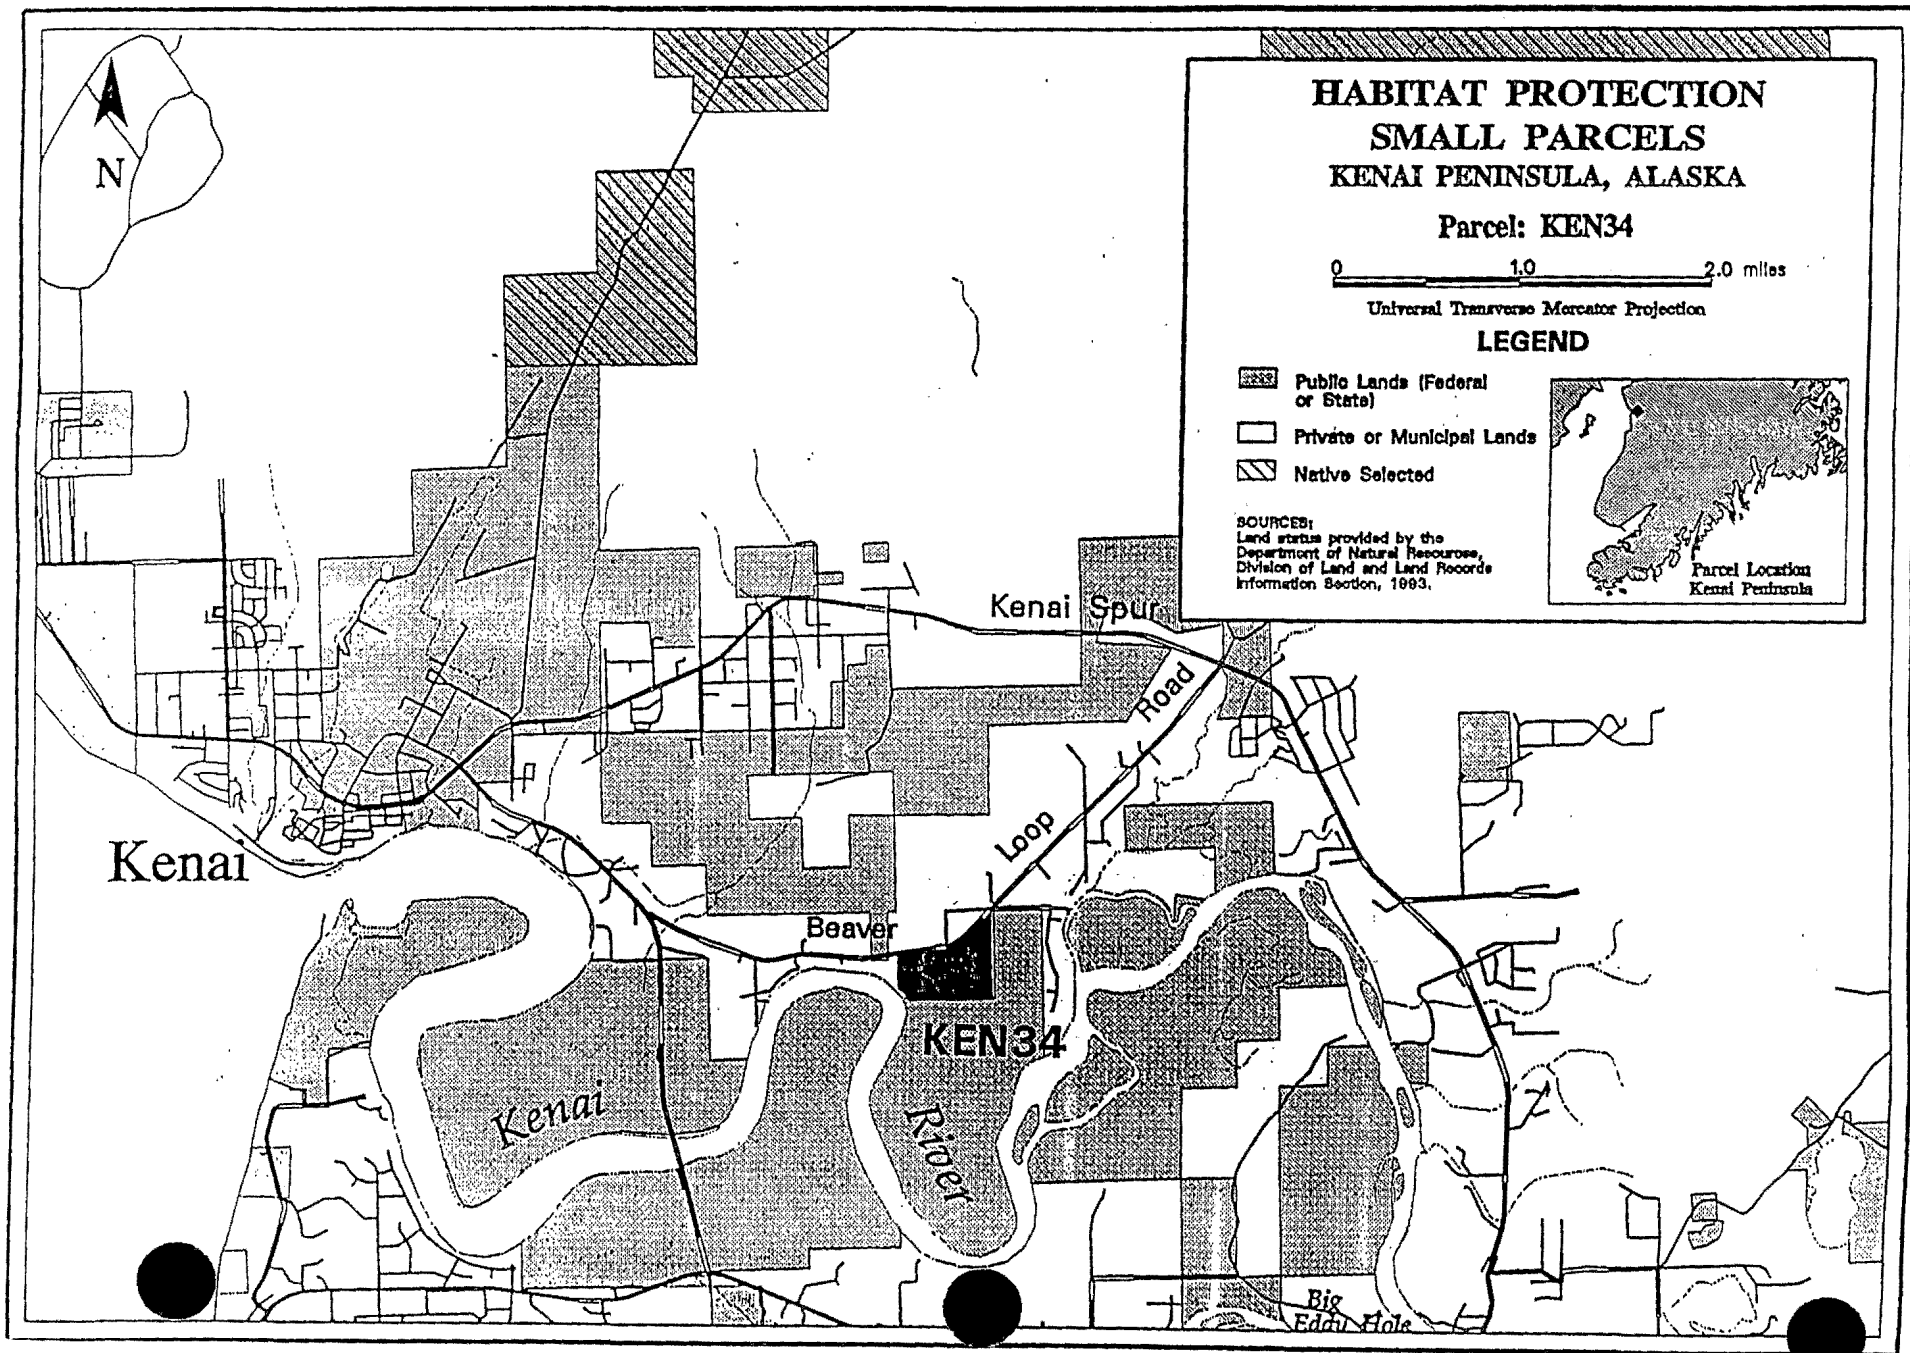 HABITAT PROTECTION
SMALL PARCELS
KENAI PENINSULA, ALASKA
Parcel: KEN34
0 1.0 2.0 miles
Universal Transverse Mercator Projection
LEGEND
Public Lands (Federal
or State)
Private or Municipal Lands
Native Selected
SOURCES:
Land status provided by the
Department of Natural Resources,
Division of Land and Land Records
Information Section, 1993.
Parcel Location
Kenai Peninsula
N
Kenai Spur
Road
Loop
Beaver
Kenai
KEN34
Kenai
River
Big
Eddy Hole